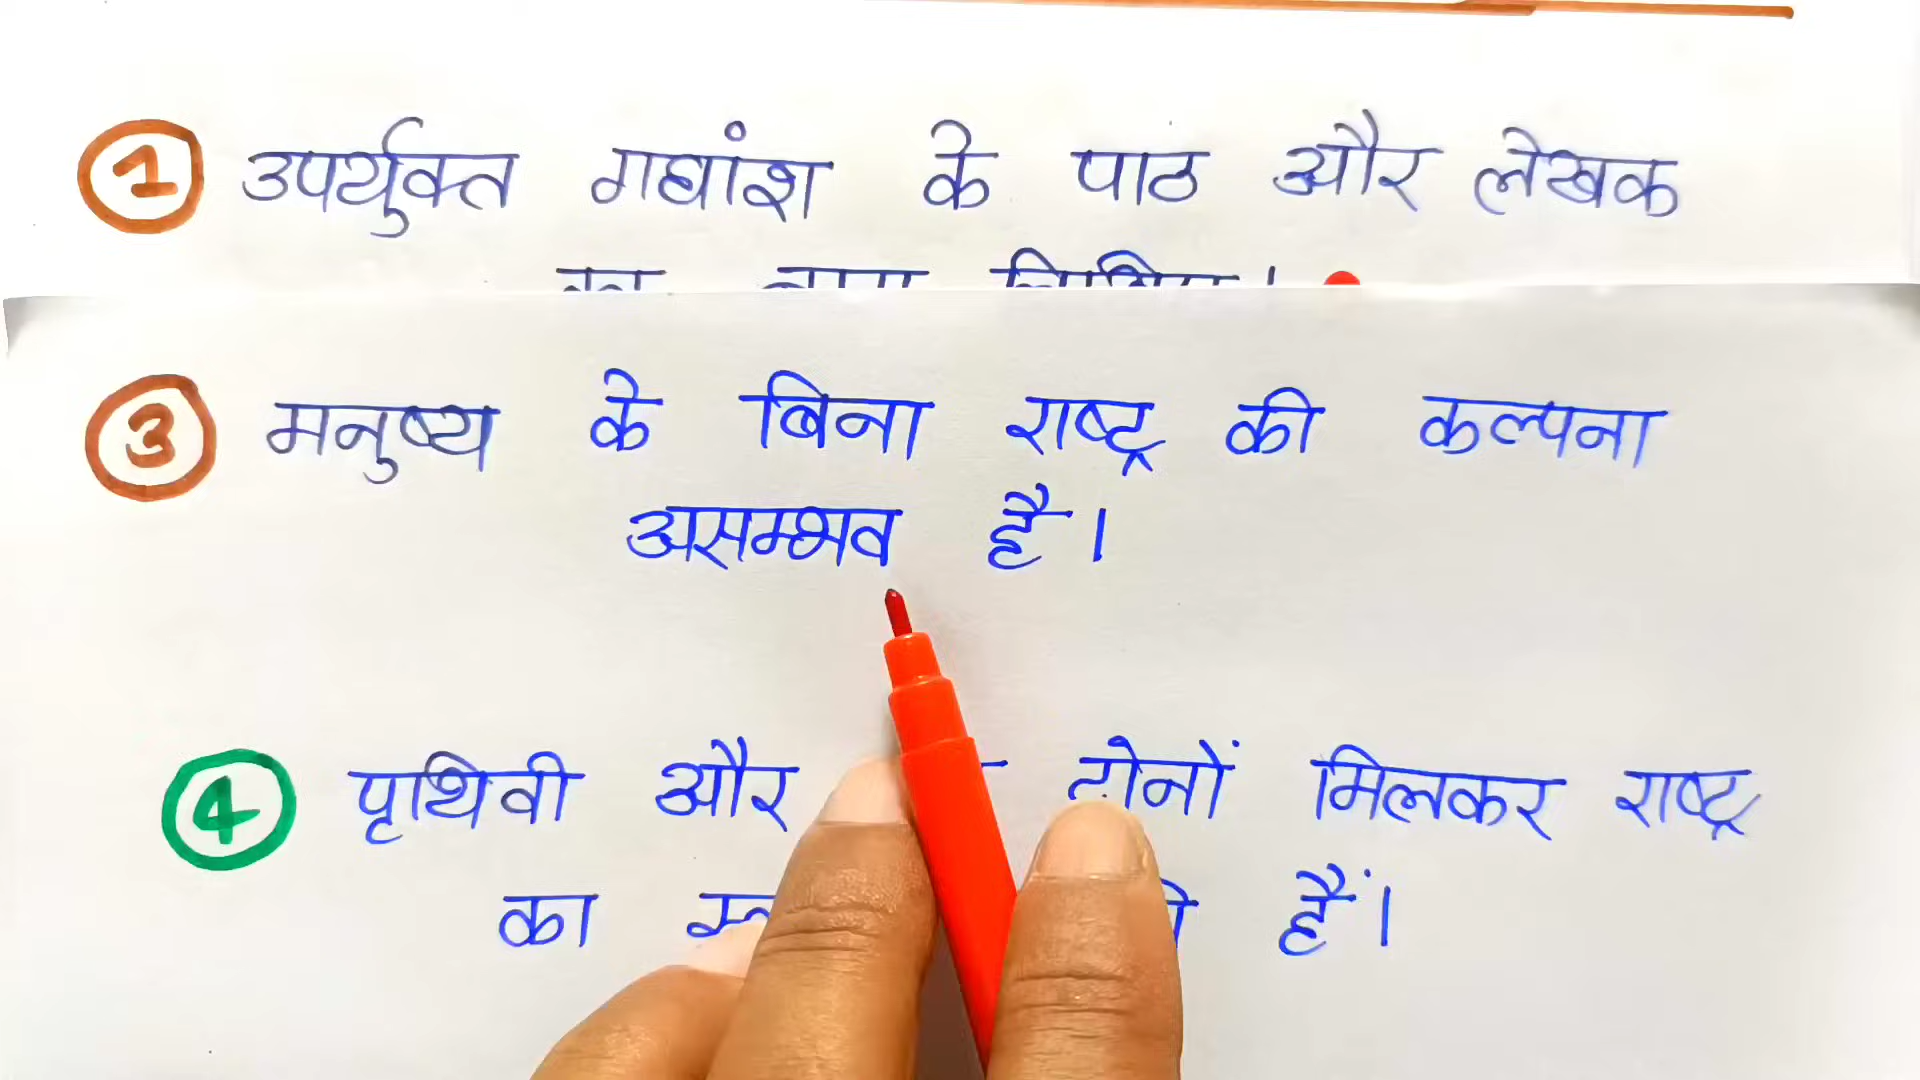 1 उपर्युक्त गद्यांश के पाठ और लेखक
3 मनुष्य के बिना राष्ट्र की कल्पना
असम्भव है।
4 पृथिवी और दोनों मिलकर राष्ट्र
का हैं।